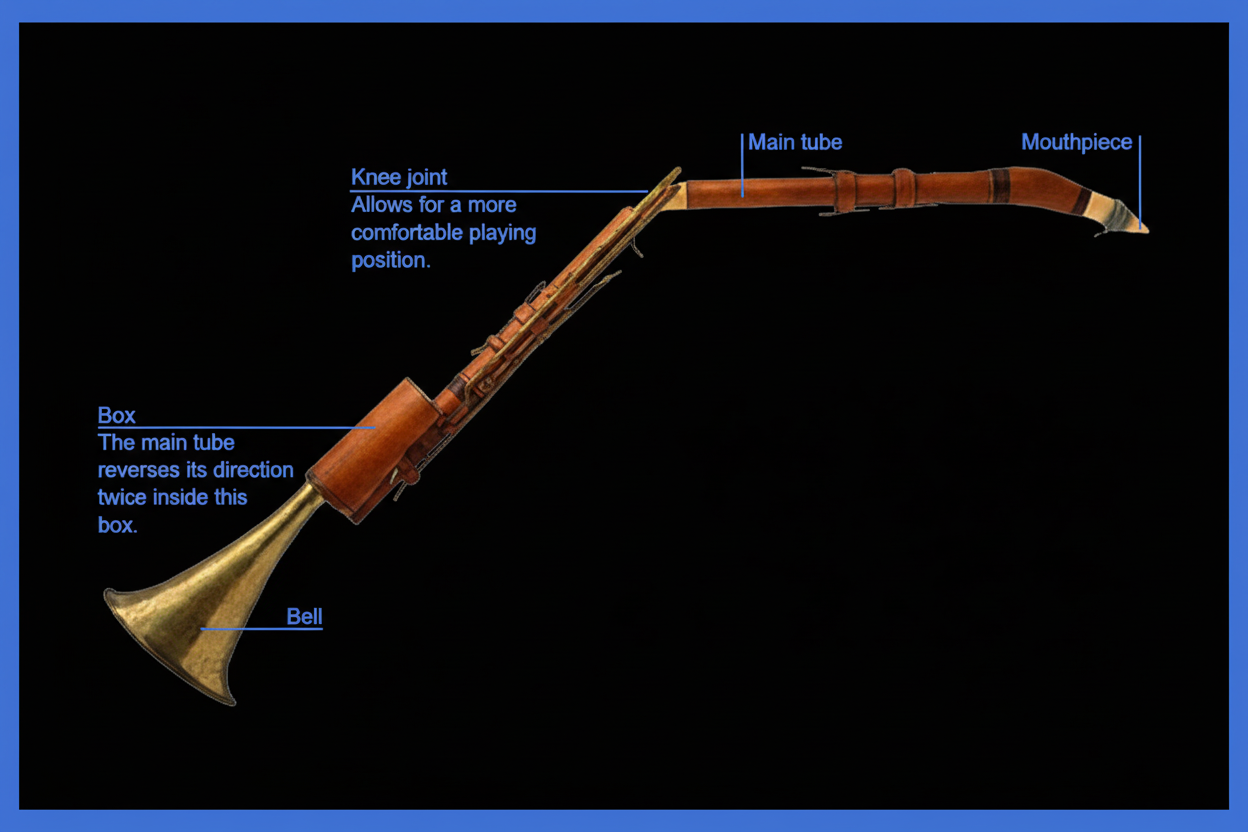 Main tube
Mouthpiece
Knee joint
Allows for a more
comfortable playing
position.
Box
The main tube
reverses its direction
twice inside this
box.
Bell